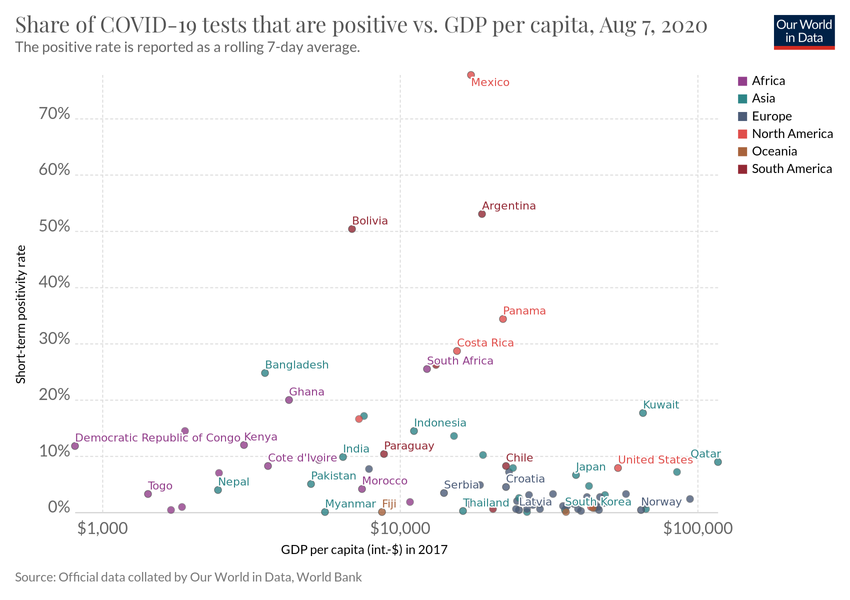 Share of COVID-19 tests that are positive vs. GDP per capita, Aug 7, 2020
The positive rate is reported as a rolling 7-day average.
Our World
in Data
Africa
Asia
Europe
North America
Oceania
South America
Short-term positivity rate
70%
60%
50%
40%
30%
20%
10%
0%
Mexico
Argentina
Bolivia
Panama
Costa Rica
South Africa
Bangladesh
Ghana
Kuwait
Indonesia
Democratic Republic of Congo
Kenya
India
Paraguay
Cote d'Ivoire
Chile
United States
Qatar
Japan
Togo
Nepal
Pakistan
Morocco
Serbia
Croatia
Myanmar
Fiji
Thailand
Latvia
South Korea
Norway
$1,000
$10,000
$100,000
GDP per capita (int.-$) in 2017
Source: Official data collated by Our World in Data, World Bank